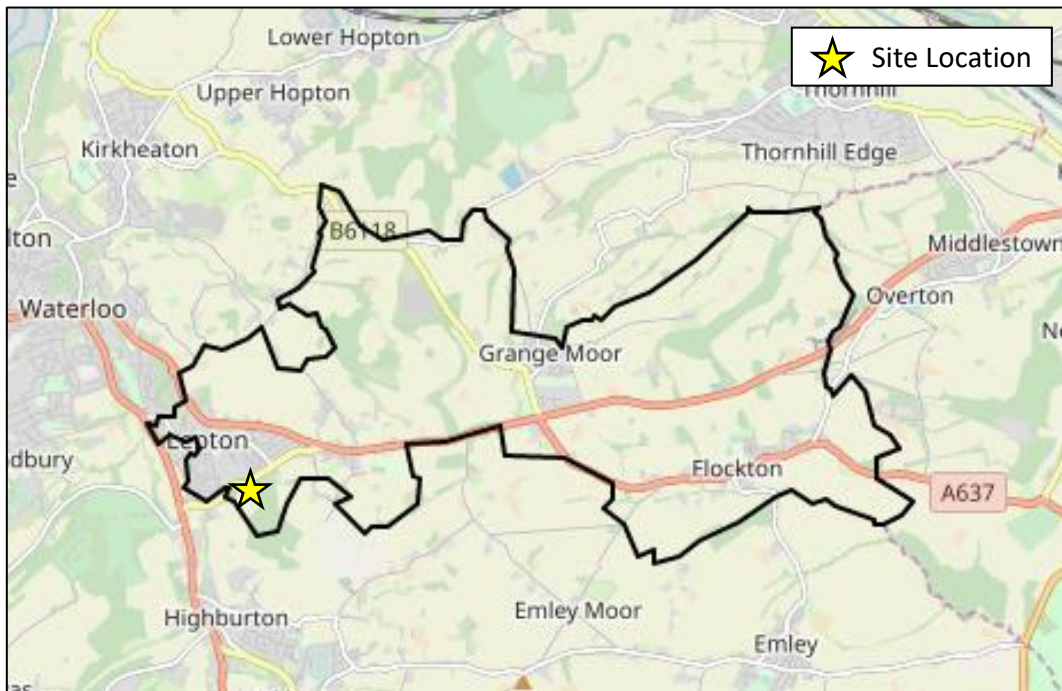 Lower Hopton
Site Location
Upper Hopton
Thornhill
Kirkheaton
Thornhill Edge
B6118
Middlestown
Overton
Waterloo
Grange Moor
Lepton
Flockton
A637
Highburton
Emley Moor
Emley